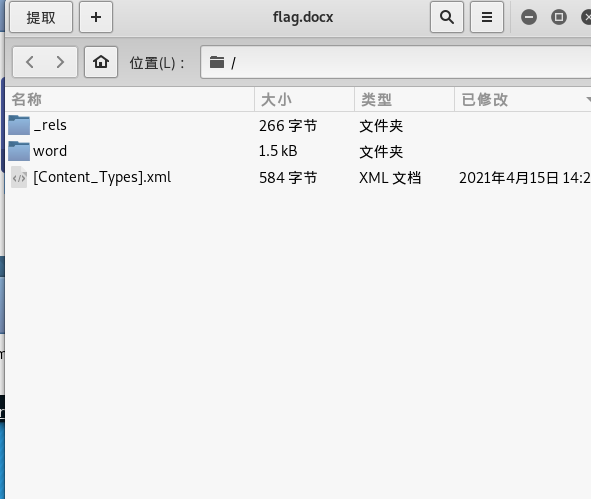 提取 + flag.docx
位置(L)： /
名称 大小 类型 已修改
_rels 266 字节 文件夹
word 1.5 kB 文件夹
[Content_Types].xml 584 字节 XML 文档 2021年4月15日 14:2